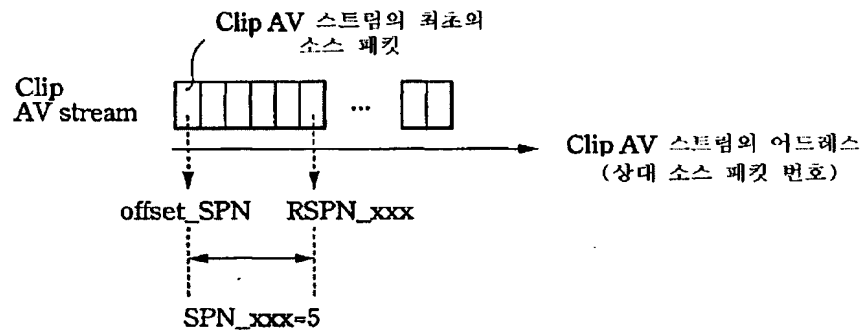 Clip AV 스트림의 최초의
소스 패킷
Clip
AV stream
...
Clip AV 스트림의 어드레스
(상대 소스 패킷 번호)
offset_SPN
RSPN_xxx
SPN_xxx=5